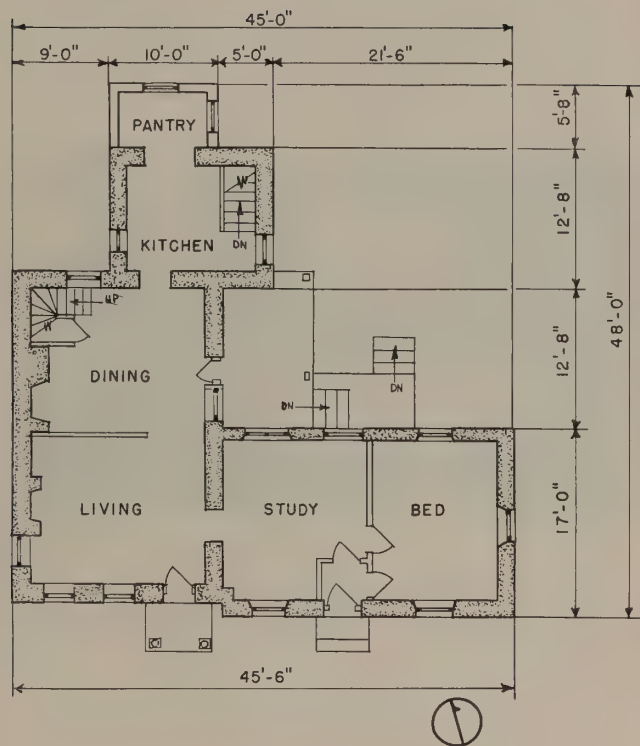 45'-0"
9'-0" 10'-0" 5'-0" 21'-6"
5'-8"
PANTRY
W
12'-8"
KITCHEN
DN
48'-0"
UP
W
12'-8"
DINING
DN
DN
LIVING STUDY BED
17'-0"
45'-6"